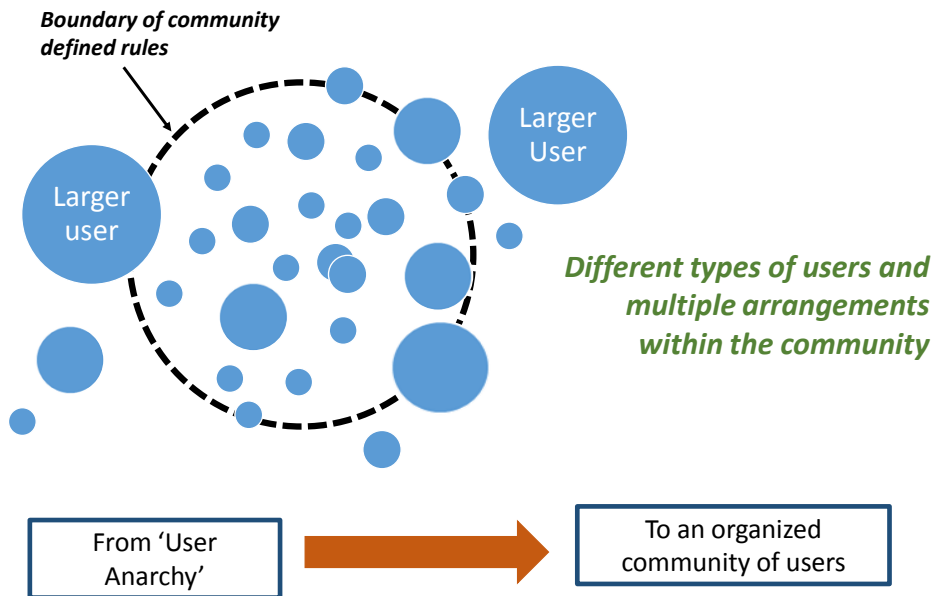 Boundary of community
defined rules
Larger
User
Larger
user
Different types of users and
multiple arrangements
within the community
From ‘User
Anarchy’
To an organized
community of users